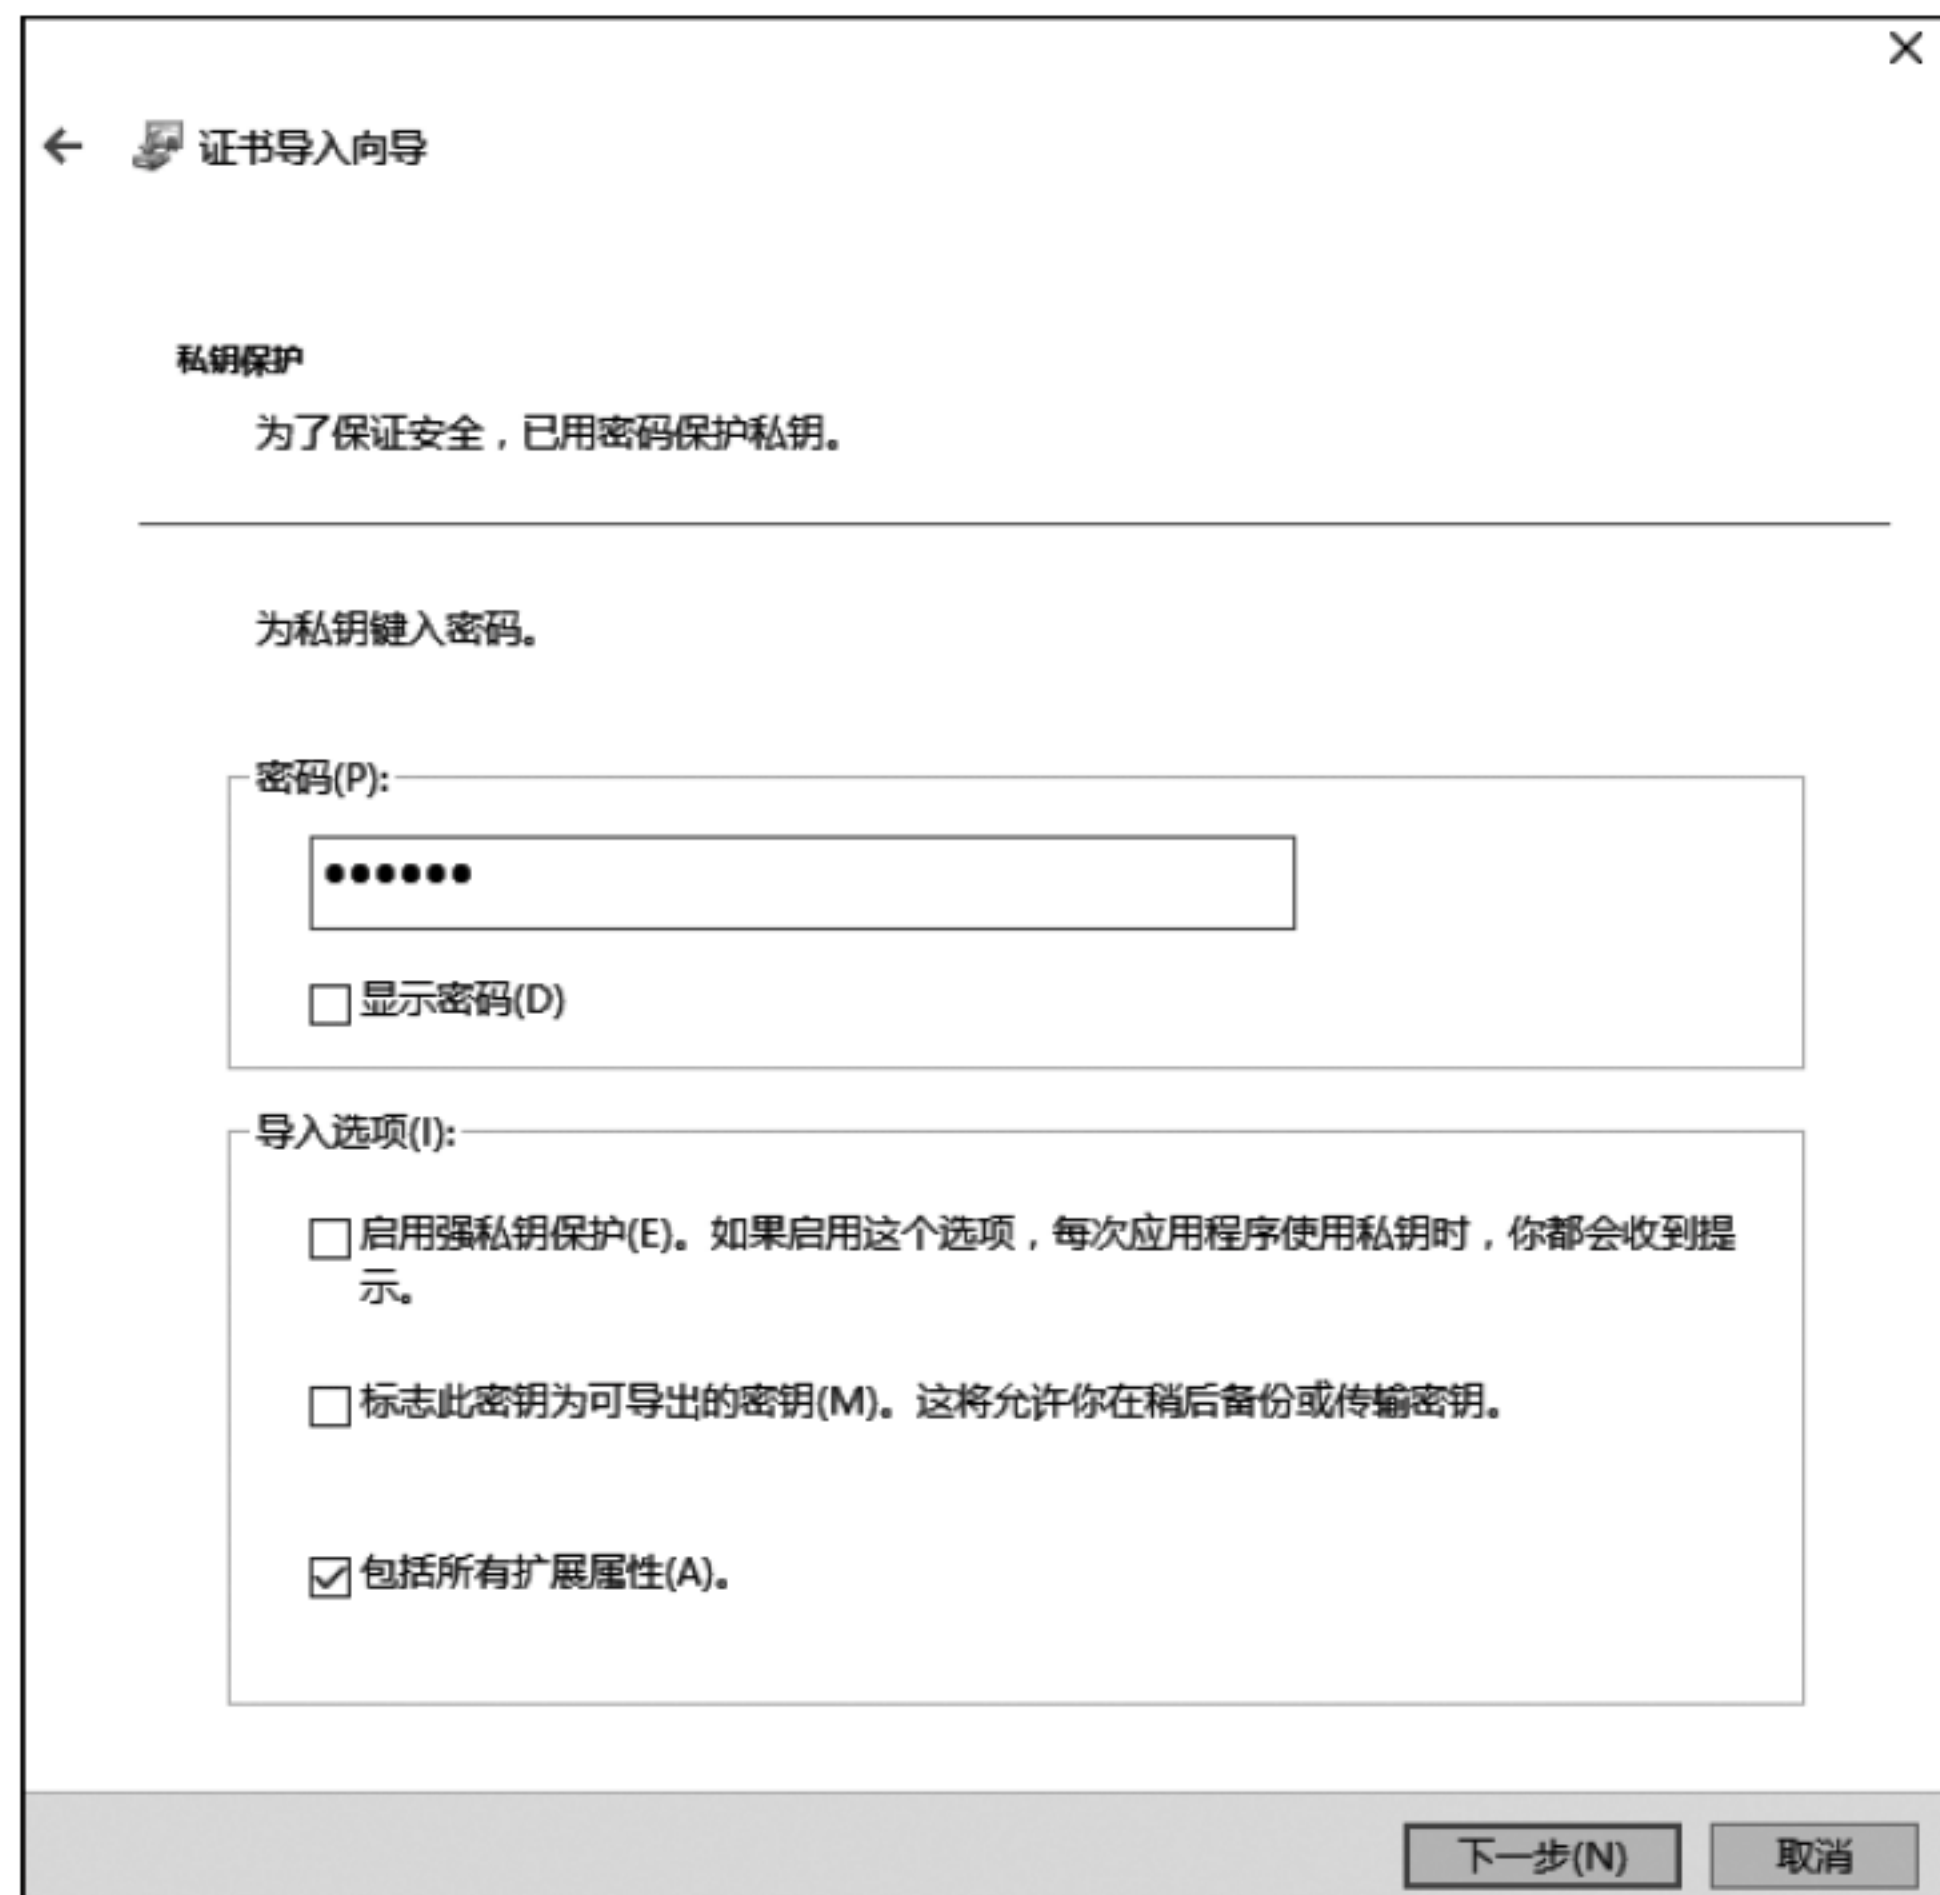 证书导入向导
私钥保护
为了保证安全，已用密码保护私钥。
为私钥键入密码。
密码(P):
••••••
显示密码(D)
导入选项(I):
启用强私钥保护(E)。如果启用这个选项，每次应用程序使用私钥时，你都会收到提
示。
标志此密钥为可导出的密钥(M)。这将允许你在稍后备份或传输密钥。
包括所有扩展属性(A)。
下一步(N)
取消